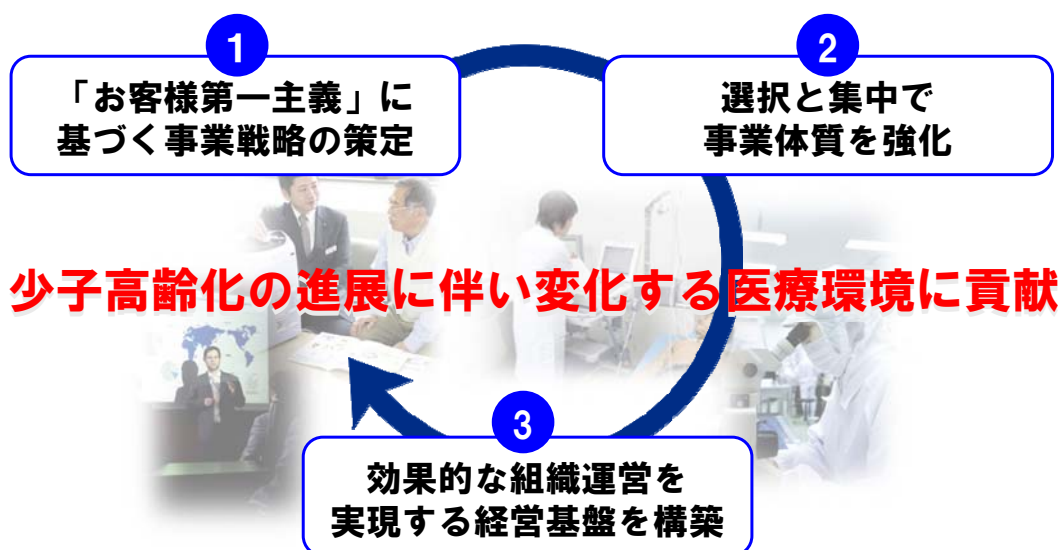 1
「お客様第一主義」に
基づく事業戦略の策定
2
選択と集中で
事業体質を強化
少子高齢化の進展に伴い変化する医療環境に貢献
3
効果的な組織運営を
実現する経営基盤を構築